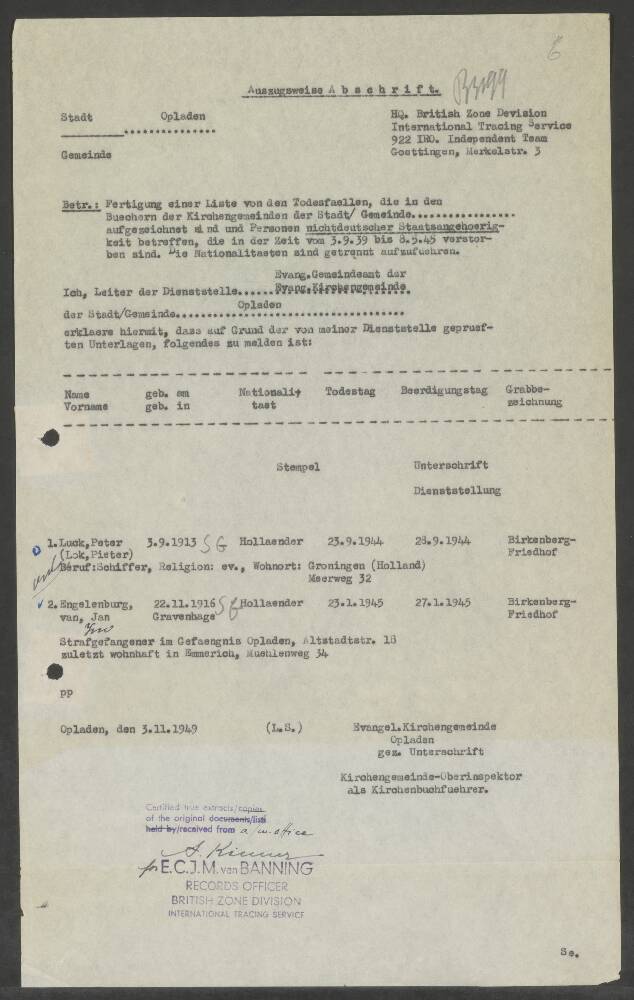 6
Auszugsweise A b s c h r i f t.
Stadt Opladen
Gemeinde
HQ. British Zone Devision
International Tracing Service
922 IRO. Independent Team
Goettingen, Merkelstr. 3
Betr.: Fertigung einer Liste von den Todesfaellen, die in den
Buechern der Kirchengemeinden der Stadt/ Gemeinde.................
aufgezeichnet sind und Personen nichtdeutscher Staatsangehoerig-
keit betreffen, die in der Zeit vom 3.9.39 bis 8.5.45 verstor-
ben sind. Die Nationalitaeten sind getrennt aufzufuehren.
Evang.Gemeindeamt der
Ich, Leiter der Dienststelle......Evang.Kirchengemeinde
Opladen
der Stadt/Gemeinde......................................
erklaere hiermit, dass auf Grund der von meiner Dienststelle gepruef-
ten Unterlagen, folgendes zu melden ist:
Name geb. am Nationali- Todestag Beerdigungstag Grabbe-
Vorname geb. in taet zeichnung
Stempel Unterschrift
Dienststellung
1.Luck,Peter 3.9.1913 SG Hollaender 23.9.1944 28.9.1944 Birkenberg-
(Lok,Pieter) Friedhof
Beruf:Schiffer, Religion: ev., Wohnort: Groningen (Holland)
Meerweg 32
2.Engelenburg, 22.11.1916 Hollaender 23.1.1945 27.1.1945 Birkenberg-
van, Jan Gravenhage Friedhof
Strafgefangener im Gefaengnis Opladen, Altstadtstr. 18
zuletzt wohnhaft in Emmerich, Muehlenweg 34
pp
Opladen, den 3.11.1949 (L.S.) Evangel.Kirchengemeinde
Opladen
gez. Unterschrift
Kirchengemeinde-Oberinspektor
als Kirchenbuchfuehrer.
Certified true extracts/copies
of the original documents/lists
held by/received from
E.C.J.M. van BANNING
RECORDS OFFICER
BRITISH ZONE DIVISION
INTERNATIONAL TRACING SERVICE
Se.